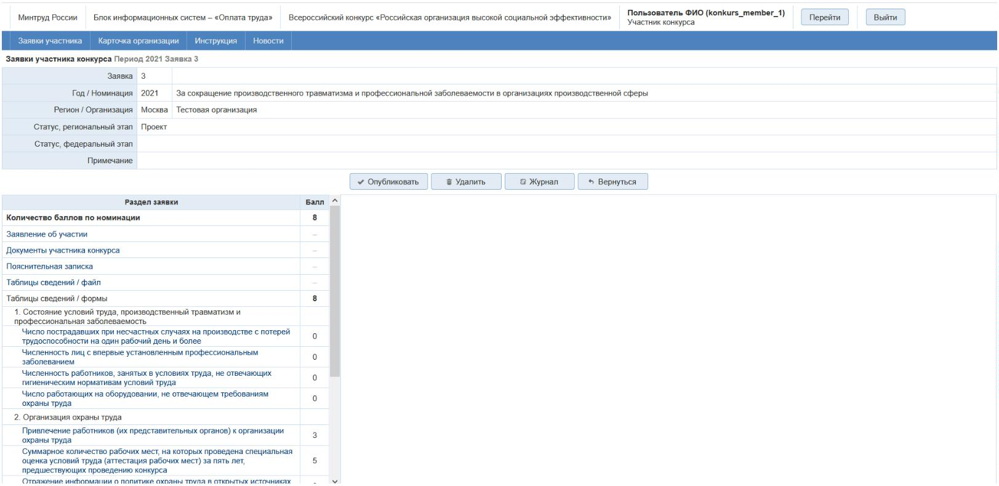 Минтруд России
Блок информационных систем – «Оплата труда»
Всероссийский конкурс «Российская организация высокой социальной эффективности»
Пользователь ФИО (konkurs_member_1)
Участник конкурса
Перейти
Выйти
Заявки участника
Карточка организации
Инструкция
Новости
Заявки участника конкурса Период 2021 Заявка 3
Заявка 3
Год / Номинация 2021 За сокращение производственного травматизма и профессиональной заболеваемости в организациях производственной сферы
Регион / Организация Москва Тестовая организация
Статус, региональный этап Проект
Статус, федеральный этап
Примечание
Опубликовать
Удалить
Журнал
Вернуться
Раздел заявки Балл
Количество баллов по номинации 8
Заявление об участии –
Документы участника конкурса –
Пояснительная записка –
Таблицы сведений / файл –
Таблицы сведений / формы 8
1. Состояние условий труда, производственный травматизм и
профессиональная заболеваемость
Число пострадавших при несчастных случаях на производстве с потерей
трудоспособности на один рабочий день и более 0
Численность лиц с впервые установленным профессиональным
заболеванием 0
Численность работников, занятых в условиях труда, не отвечающих
гигиеническим нормативам условий труда 0
Число работающих на оборудовании, не отвечающем требованиям
охраны труда 0
2. Организация охраны труда
Привлечение работников (их представительных органов) к организации
охраны труда 3
Суммарное количество рабочих мест, на которых проведена специальная
оценка условий труда (аттестация рабочих мест) за пять лет,
предшествующих проведению конкурса 5
Отражение информации о политике охраны труда в открытых источниках